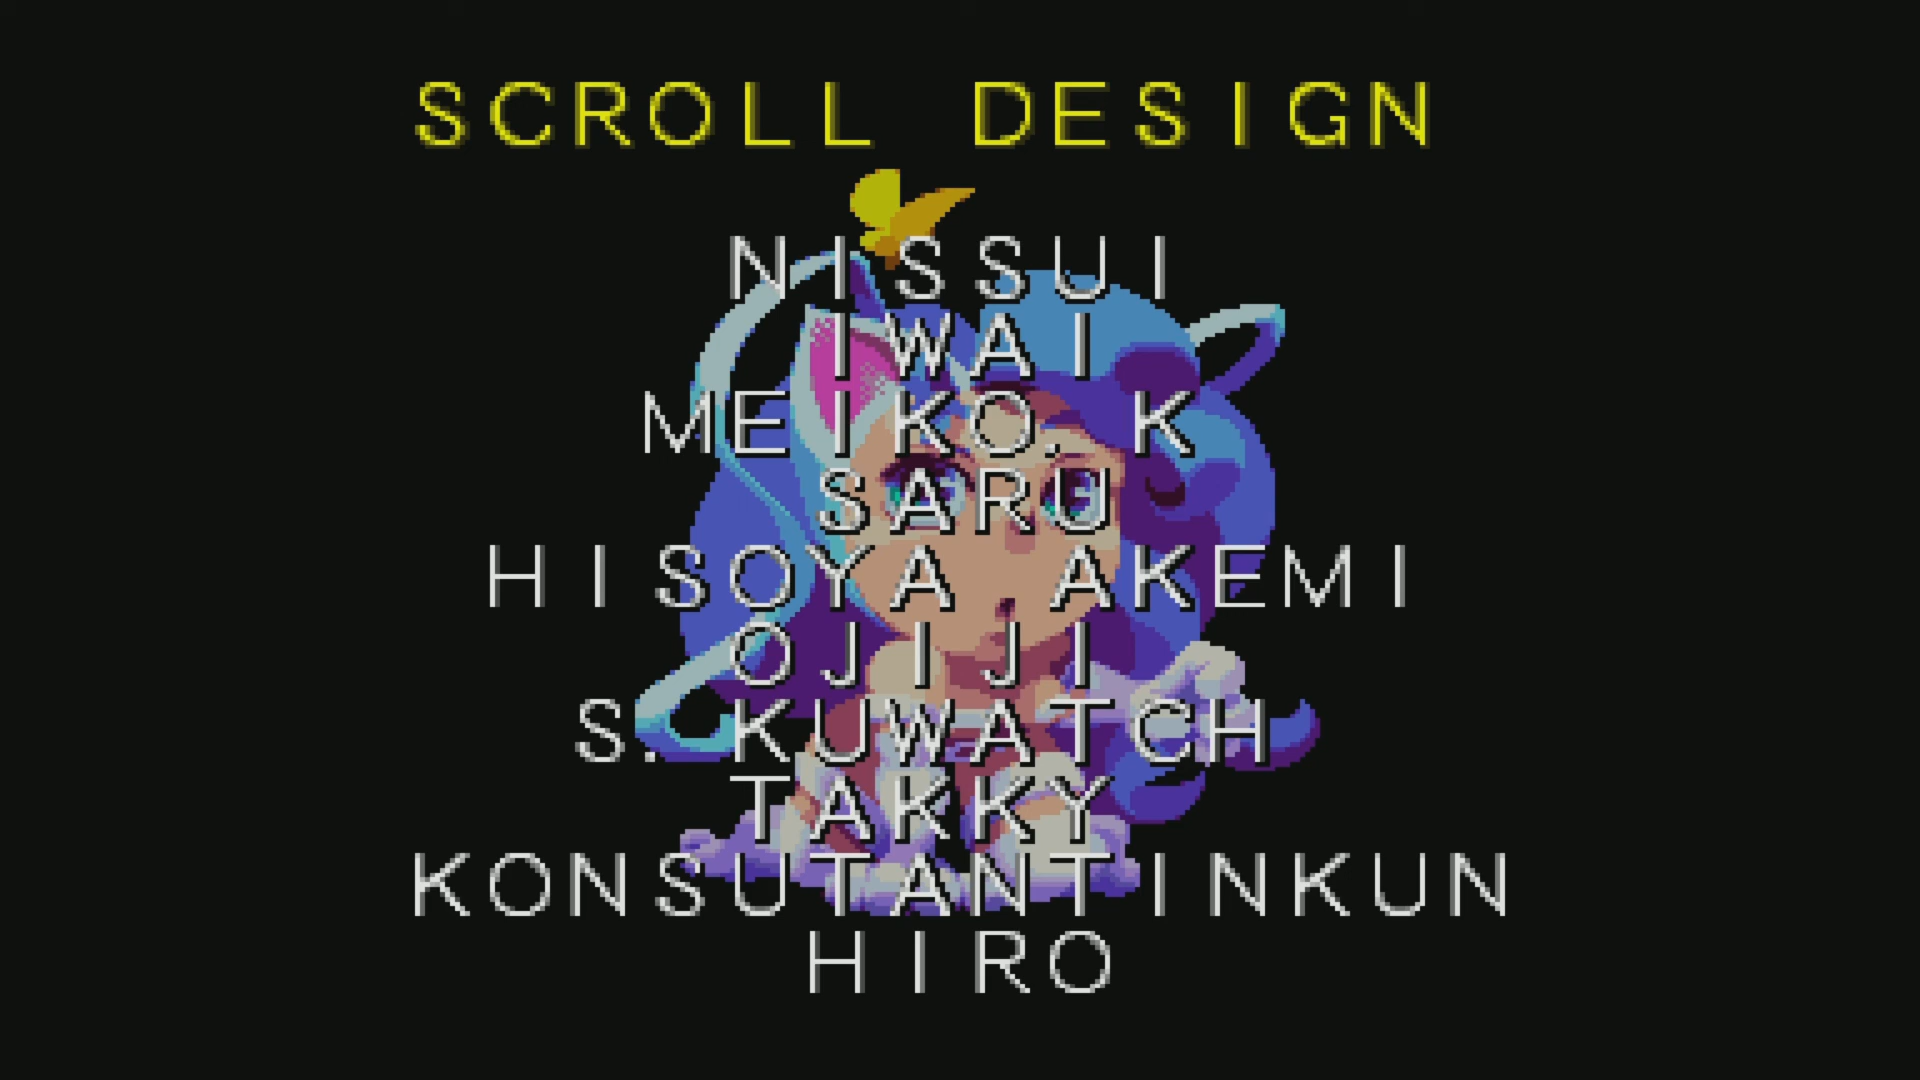 SCROLL DESIGN
NISSUI
IWAI
MEIKO. K
SARU
HISOYA AKEMI
OJIJI
S. KUWATCH
TAKKY
KONSUTANTINKUN
HIRO